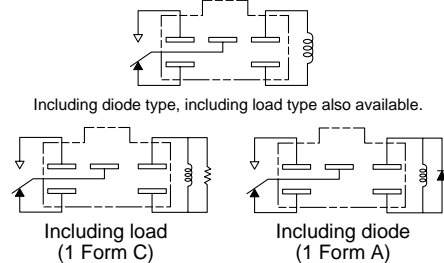 Including diode type, including load type also available.
Including load
(1 Form C)
Including diode
(1 Form A)